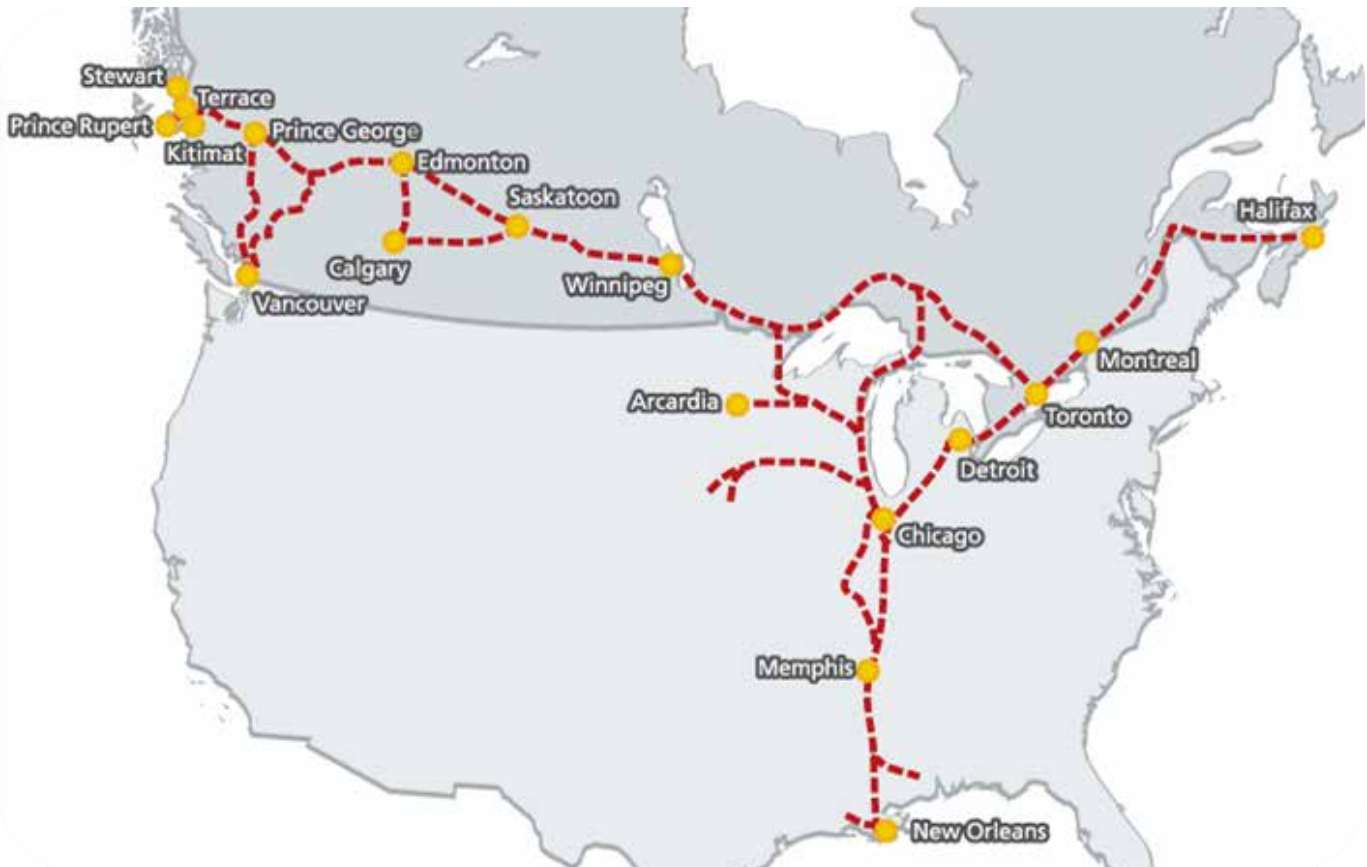 Stewart
Terrace
Prince Rupert
Kitimat
Prince George
Edmonton
Saskatoon
Calgary
Vancouver
Winnipeg
Halifax
Montreal
Arcardia
Toronto
Detroit
Chicago
Memphis
New Orleans